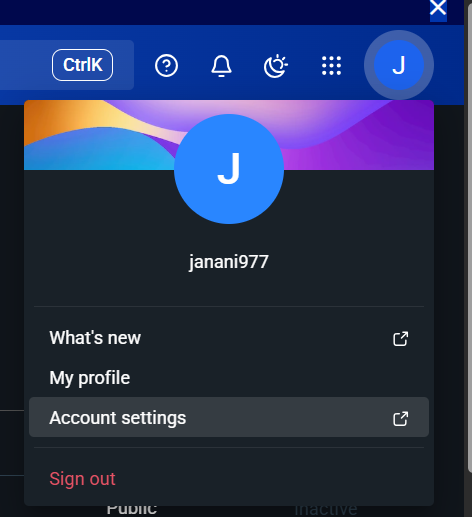 CtrlK
J
J
janani977
What's new
My profile
Account settings
Sign out
Public
Inactive